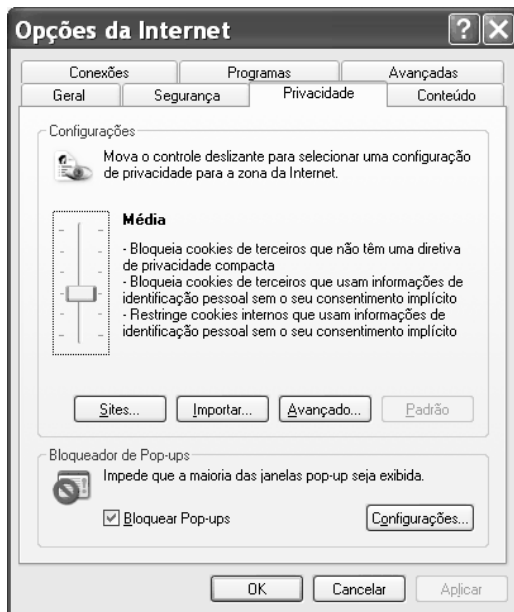 Opções da Internet
Conexões Programas Avançadas
Geral Segurança Privacidade Conteúdo
Configurações
Mova o controle deslizante para selecionar uma configuração
de privacidade para a zona da Internet.
Média
- Bloqueia cookies de terceiros que não têm uma diretiva
de privacidade compacta
- Bloqueia cookies de terceiros que usam informações de
identificação pessoal sem o seu consentimento implícito
- Restringe cookies internos que usam informações de
identificação pessoal sem o seu consentimento implícito
Sites... Importar... Avançado... Padrão
Bloqueador de Pop-ups
Impede que a maioria das janelas pop-up seja exibida.
Bloquear Pop-ups Configurações...
OK Cancelar Aplicar